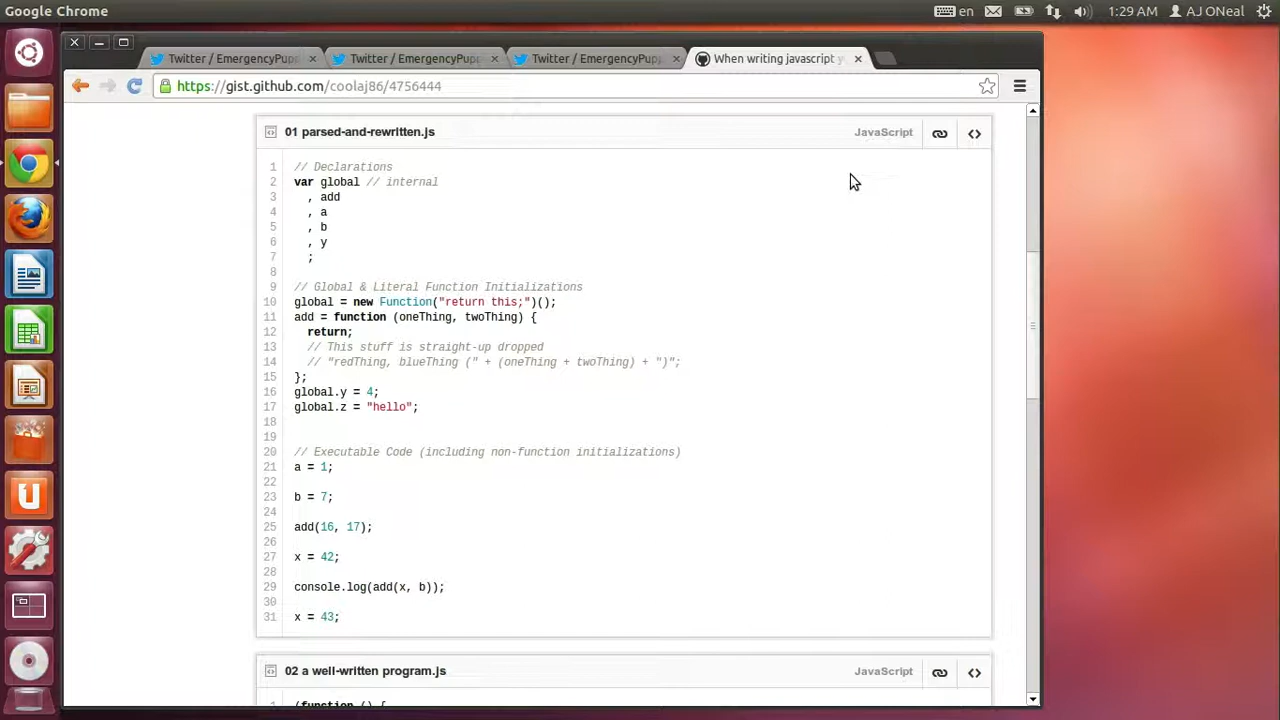 Google Chrome
en
1:29 AM
AJ ONeal
Twitter / EmergencyPup
Twitter / EmergencyPup
Twitter / EmergencyPup
When writing javascript y
https://gist.github.com/coolaj86/4756444
01 parsed-and-rewritten.js
JavaScript
1 // Declarations
2 var global // internal
3 , add
4 , a
5 , b
6 , y
7 ;
8
9 // Global & Literal Function Initializations
10 global = new Function("return this;")();
11 add = function (oneThing, twoThing) {
12 return;
13 // This stuff is straight-up dropped
14 // "redThing, blueThing (" + (oneThing + twoThing) + ")";
15 };
16 global.y = 4;
17 global.z = "hello";
18
19
20 // Executable Code (including non-function initializations)
21 a = 1;
22
23 b = 7;
24
25 add(16, 17);
26
27 x = 42;
28
29 console.log(add(x, b));
30
31 x = 43;
02 a well-written program.js
JavaScript
1 (function () {